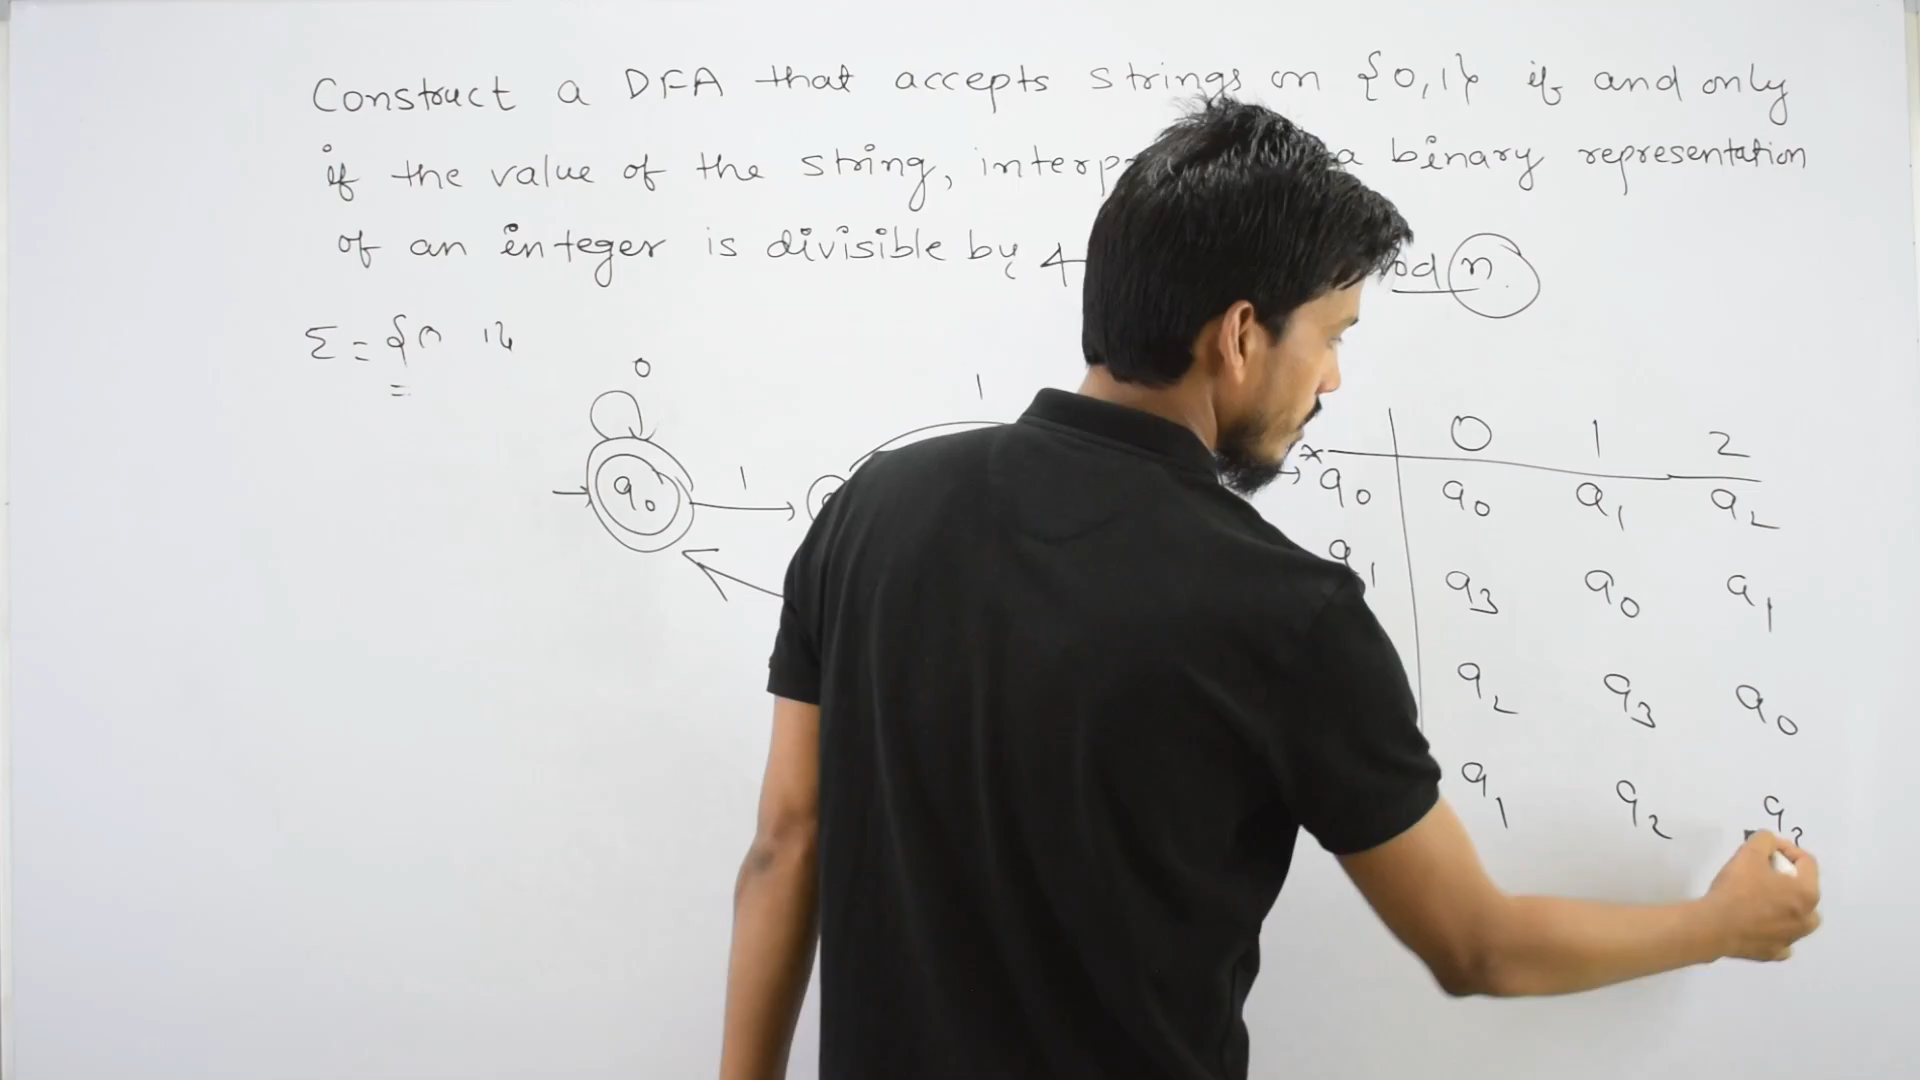 Construct a DFA that accepts strings on {0,1} if and only
if the value of the string, interp a binary representation
of an integer is divisible by 4 od n
Σ = {0 1}
0
1
1
0 1 2
→ * q0 q0 q1 q2
q0 1
q1 q3 q0 q1
q2 q3 q0
q1 q2 q3